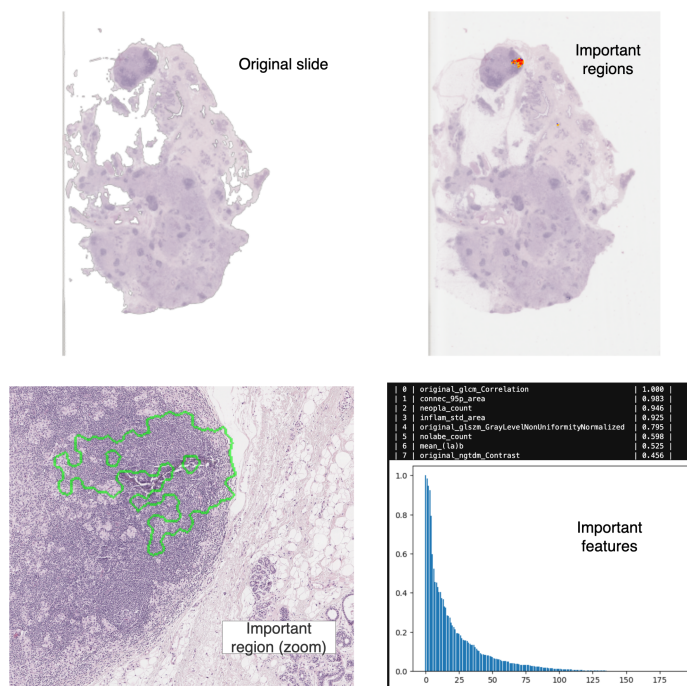 Original slide
Important
regions
Important
region (zoom)
| 0 | original_glcm_Correlation | 1.000 |
| 1 | connec_95p_area | 0.983 |
| 2 | neopla_count | 0.946 |
| 3 | inflam_std_area | 0.925 |
| 4 | original_glszm_GrayLevelNonUniformityNormalized | 0.795 |
| 5 | nolabe_count | 0.598 |
| 6 | mean_(la)b | 0.525 |
| 7 | original_ngtdm_Contrast | 0.456 |
Important
features
1.0
0.8
0.6
0.4
0.2
0.0
0 25 50 75 100 125 150 175